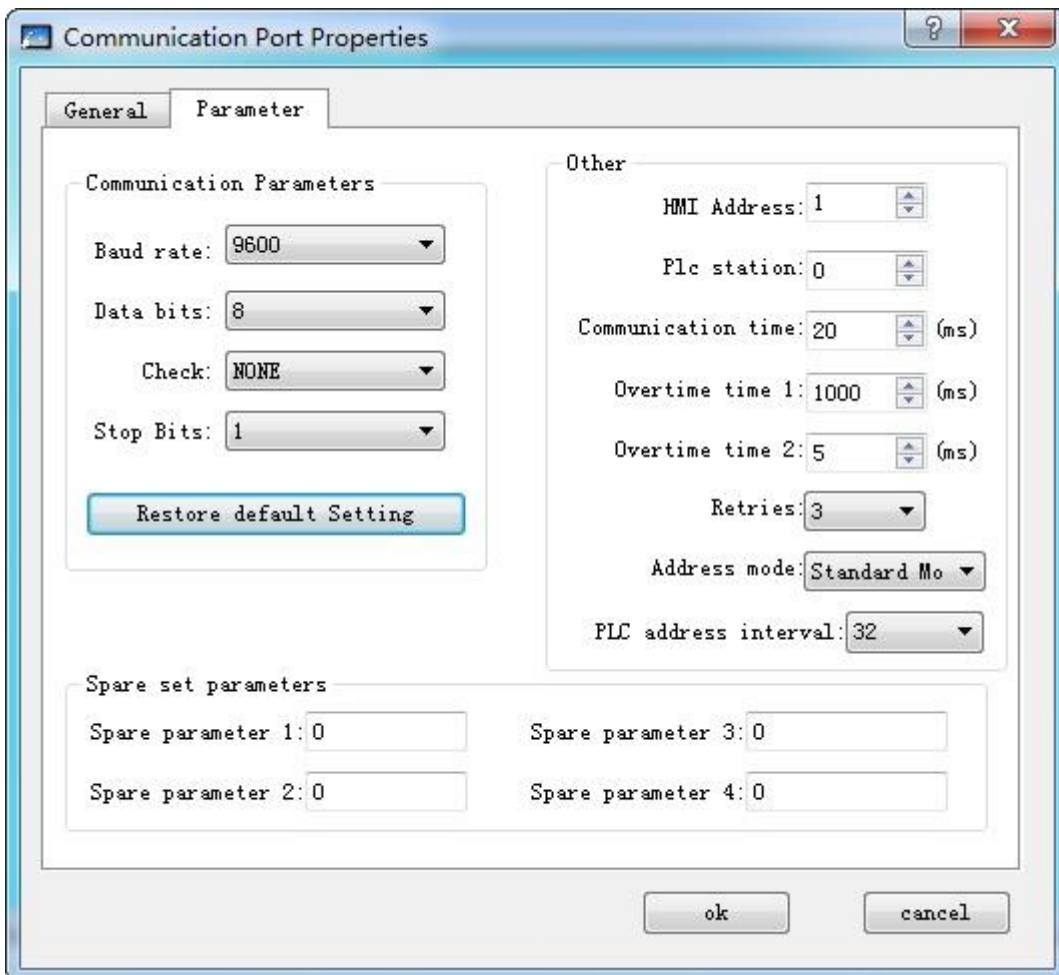 Communication Port Properties
General
Parameter
Communication Parameters
Baud rate: 9600
Data bits: 8
Check: NONE
Stop Bits: 1
Restore default Setting
Other
HMI Address: 1
Plc station: 0
Communication time: 20 (ms)
Overtime time 1: 1000 (ms)
Overtime time 2: 5 (ms)
Retries: 3
Address mode: Standard Mo
PLC address interval: 32
Spare set parameters
Spare parameter 1: 0
Spare parameter 3: 0
Spare parameter 2: 0
Spare parameter 4: 0
ok
cancel